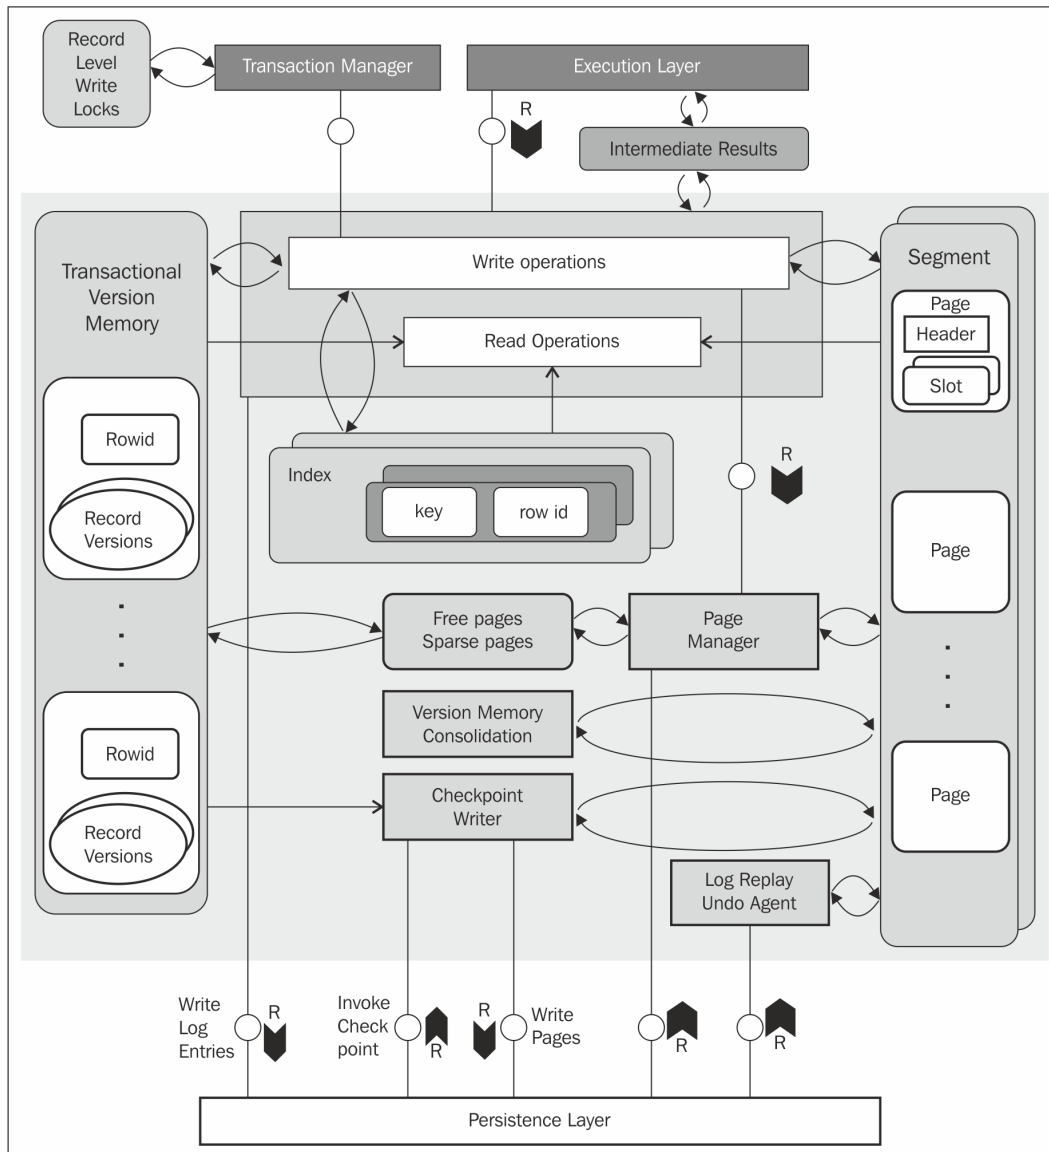 Record
Level
Write
Locks
Transaction Manager
Execution Layer
R
Intermediate Results
Transactional
Version
Memory
Write operations
Segment
Page
Header
Slot
Read Operations
Rowid
Record
Versions
Index
key
row id
R
Page
.
.
.
Free pages
Sparse pages
Page
Manager
.
.
.
Version Memory
Consolidation
Rowid
Record
Versions
Checkpoint
Writer
Page
Log Replay
Undo Agent
Write
Log
Entries
R
Invoke
Check
point
R
R
Write
Pages
R
R
Persistence Layer